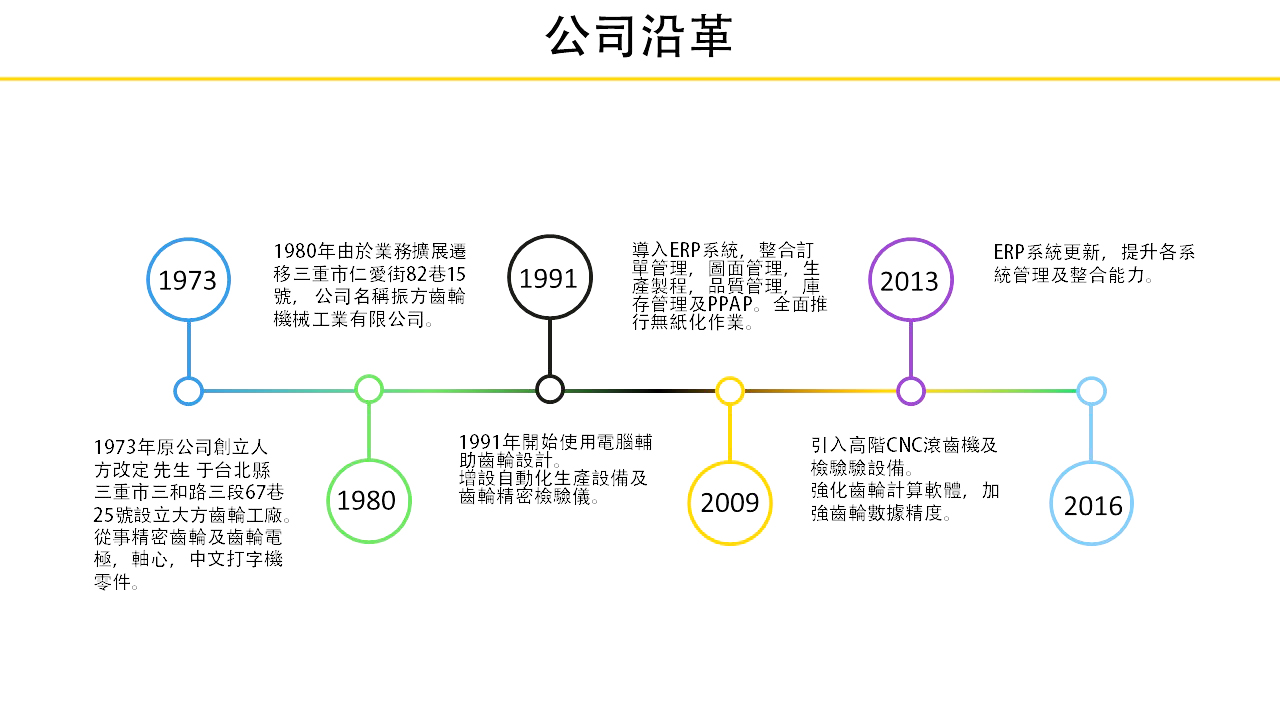 公司沿革
1973
1973年原公司創立人
方改定 先生 于台北縣
三重市三和路三段67巷
25號設立大方齒輪工廠。
從事精密齒輪及齒輪電
極，軸心，中文打字機
零件。
1980年由於業務擴展遷
移三重市仁愛街82巷15
號， 公司名稱振方齒輪
機械工業有限公司。
1980
1991
1991年開始使用電腦輔
助齒輪設計。
增設自動化生產設備及
齒輪精密檢驗儀。
導入ERP系統，整合訂
單管理，圖面管理，生
產製程，品質管理，庫
存管理及PPAP。全面推
行無紙化作業。
2009
2013
引入高階CNC滾齒機及
檢驗驗設備。
強化齒輪計算軟體，加
強齒輪數據精度。
ERP系統更新，提升各系
統管理及整合能力。
2016